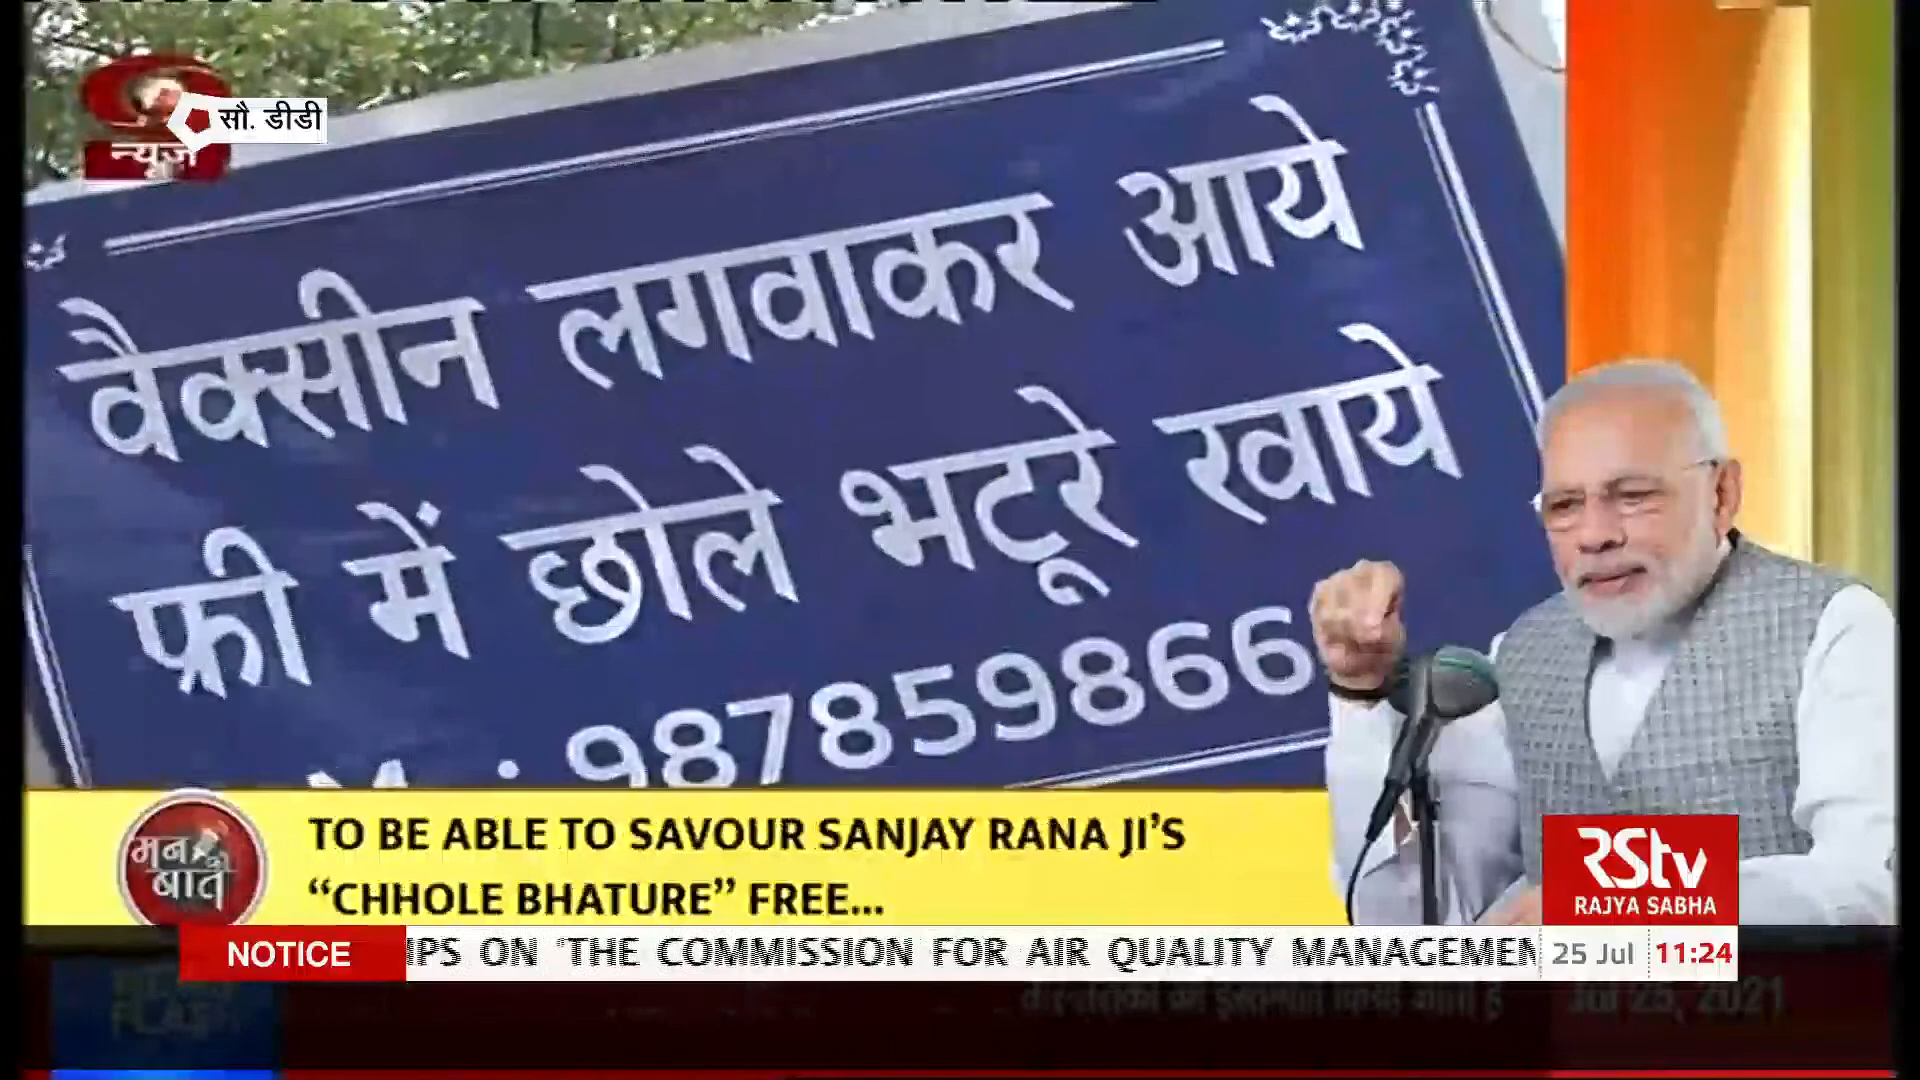 सौ. डीडी
न्यूज़
वैक्सीन लगवाकर आये
फ्री में छोले भटूरे खाये
M : 987859866
मन की
बात
TO BE ABLE TO SAVOUR SANJAY RANA JI’S
“CHHOLE BHATURE” FREE...
RStv
RAJYA SABHA
NOTICE
MPS ON 'THE COMMISSION FOR AIR QUALITY MANAGEMEN
25 Jul 11:24
Jul 25, 2021